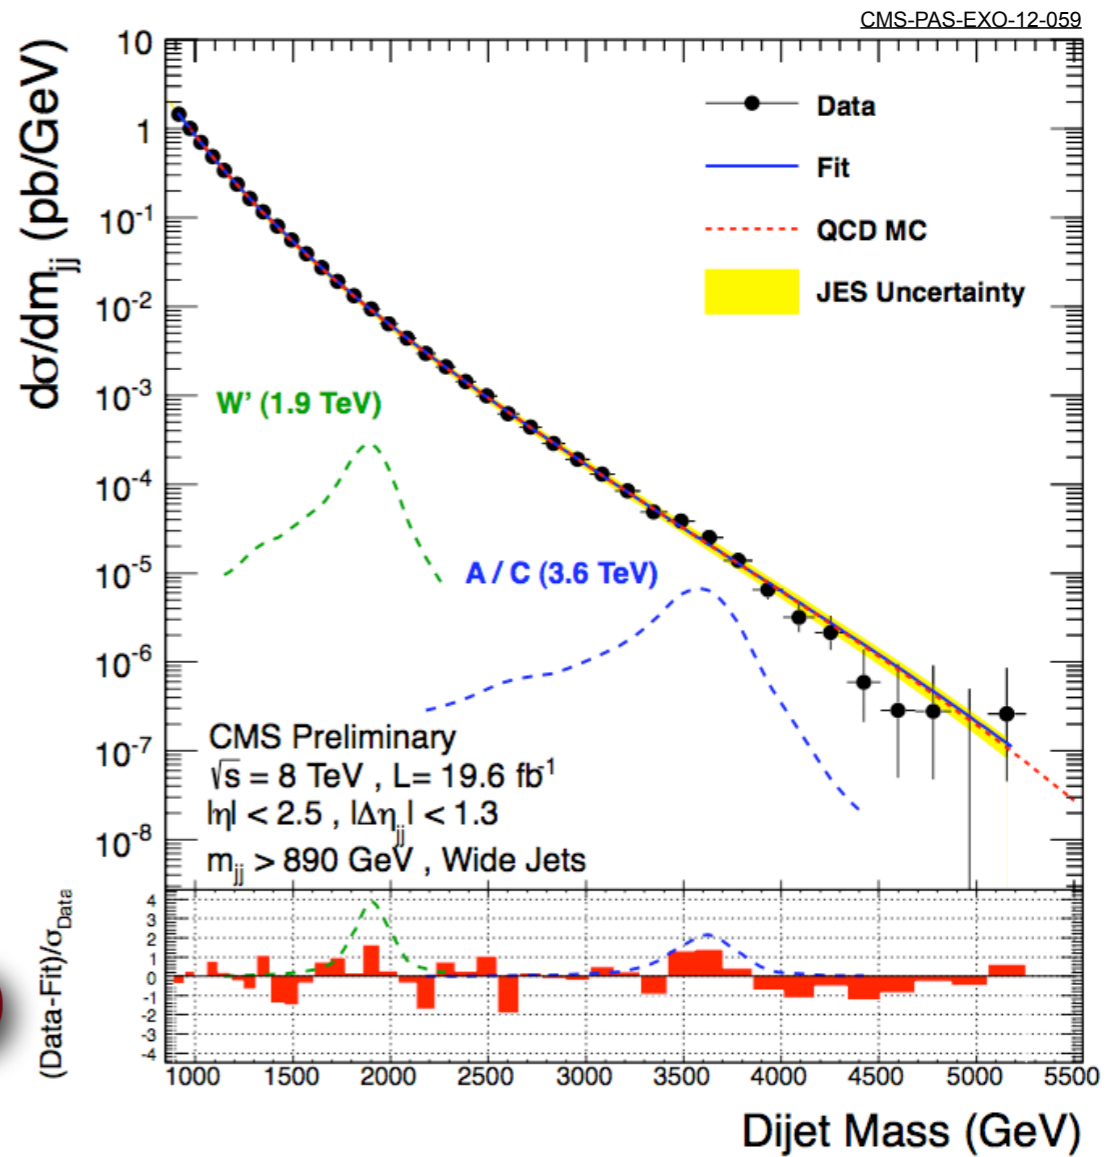 CMS-PAS-EXO-12-059
dσ/dm_jj (pb/GeV)
10
1
10^-1
10^-2
10^-3
10^-4
10^-5
10^-6
10^-7
10^-8
Data
Fit
QCD MC
JES Uncertainty
W' (1.9 TeV)
A / C (3.6 TeV)
CMS Preliminary
√s = 8 TeV , L= 19.6 fb^-1
|η| < 2.5 , |Δη_jj| < 1.3
m_jj > 890 GeV , Wide Jets
(Data-Fit)/σ_Data
4
3
2
1
0
-1
-2
-3
-4
1000 1500 2000 2500 3000 3500 4000 4500 5000 5500
Dijet Mass (GeV)